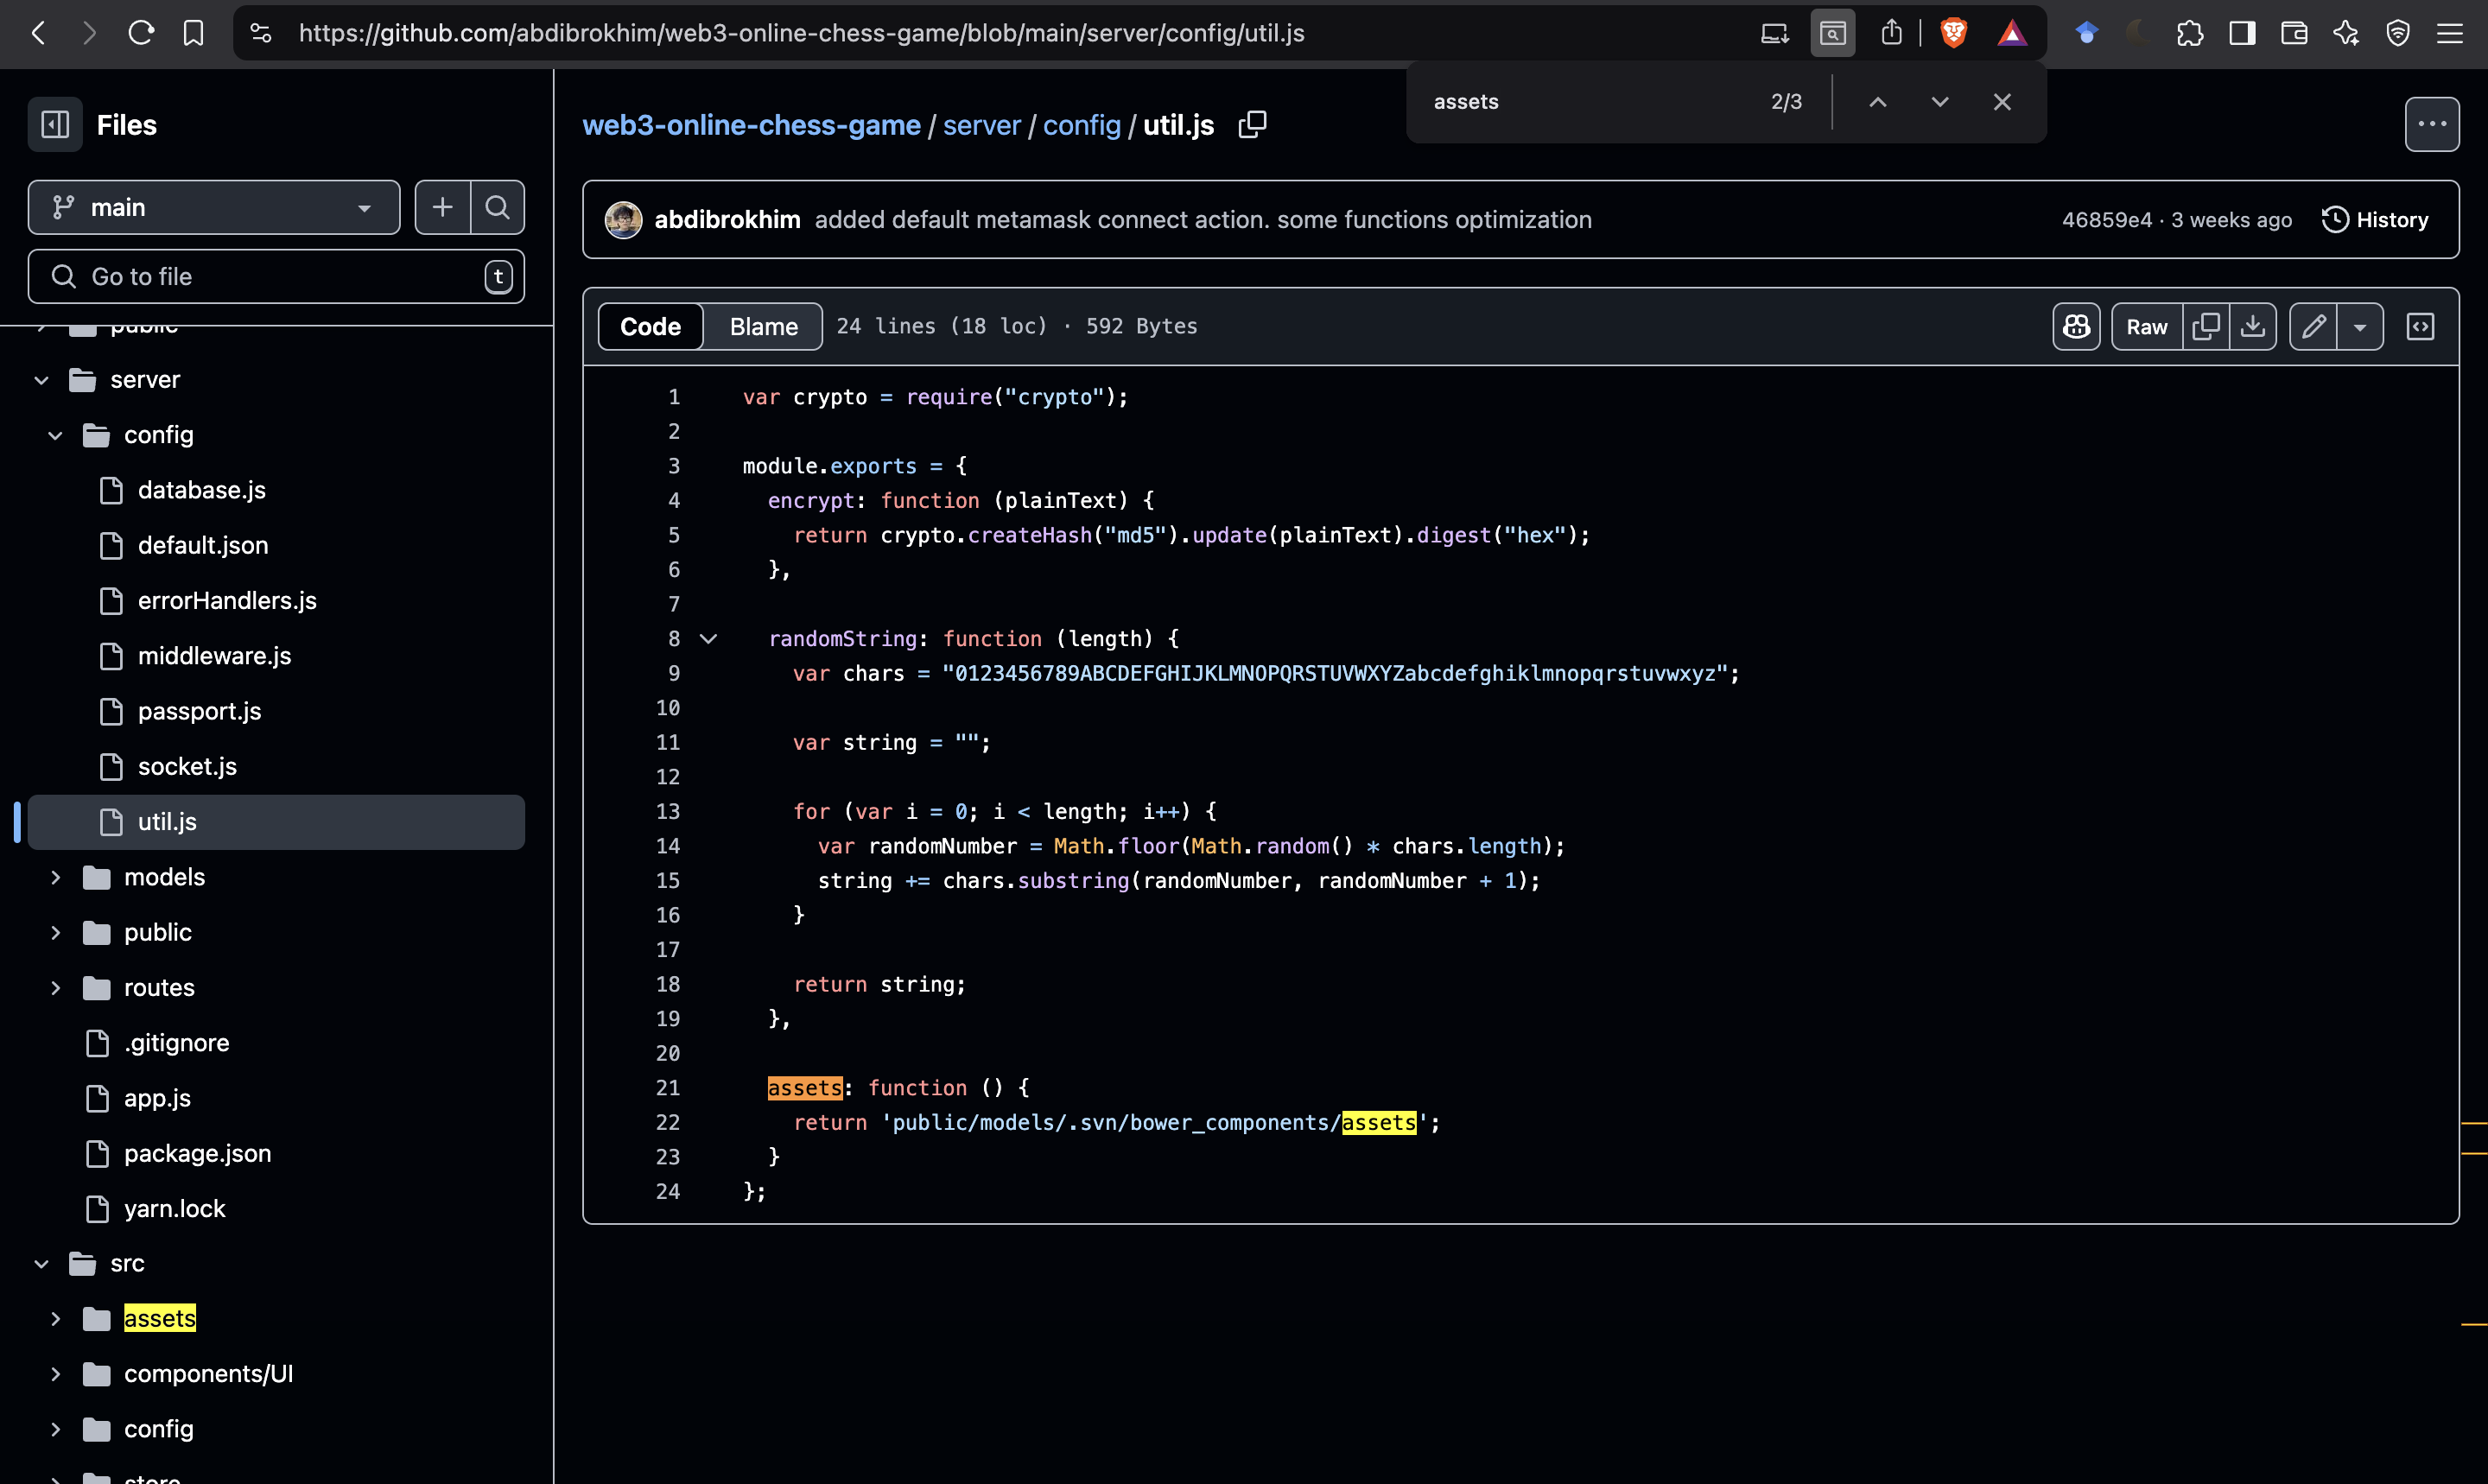 https://github.com/abdibrokhim/web3-online-chess-game/blob/main/server/config/util.js
assets 2/3
Files
main
Go to file t
public
server
config
database.js
default.json
errorHandlers.js
middleware.js
passport.js
socket.js
util.js
models
public
routes
.gitignore
app.js
package.json
yarn.lock
src
assets
components/UI
config
store
web3-online-chess-game / server / config / util.js
abdibrokhim added default metamask connect action. some functions optimization 46859e4 · 3 weeks ago History
Code Blame 24 lines (18 loc) · 592 Bytes Raw
1 var crypto = require("crypto");
2
3 module.exports = {
4 encrypt: function (plainText) {
5 return crypto.createHash("md5").update(plainText).digest("hex");
6 },
7
8 randomString: function (length) {
9 var chars = "0123456789ABCDEFGHIJKLMNOPQRSTUVWXYZabcdefghiklmnopqrstuvwxyz";
10
11 var string = "";
12
13 for (var i = 0; i < length; i++) {
14 var randomNumber = Math.floor(Math.random() * chars.length);
15 string += chars.substring(randomNumber, randomNumber + 1);
16 }
17
18 return string;
19 },
20
21 assets: function () {
22 return 'public/models/.svn/bower_components/assets';
23 }
24 };